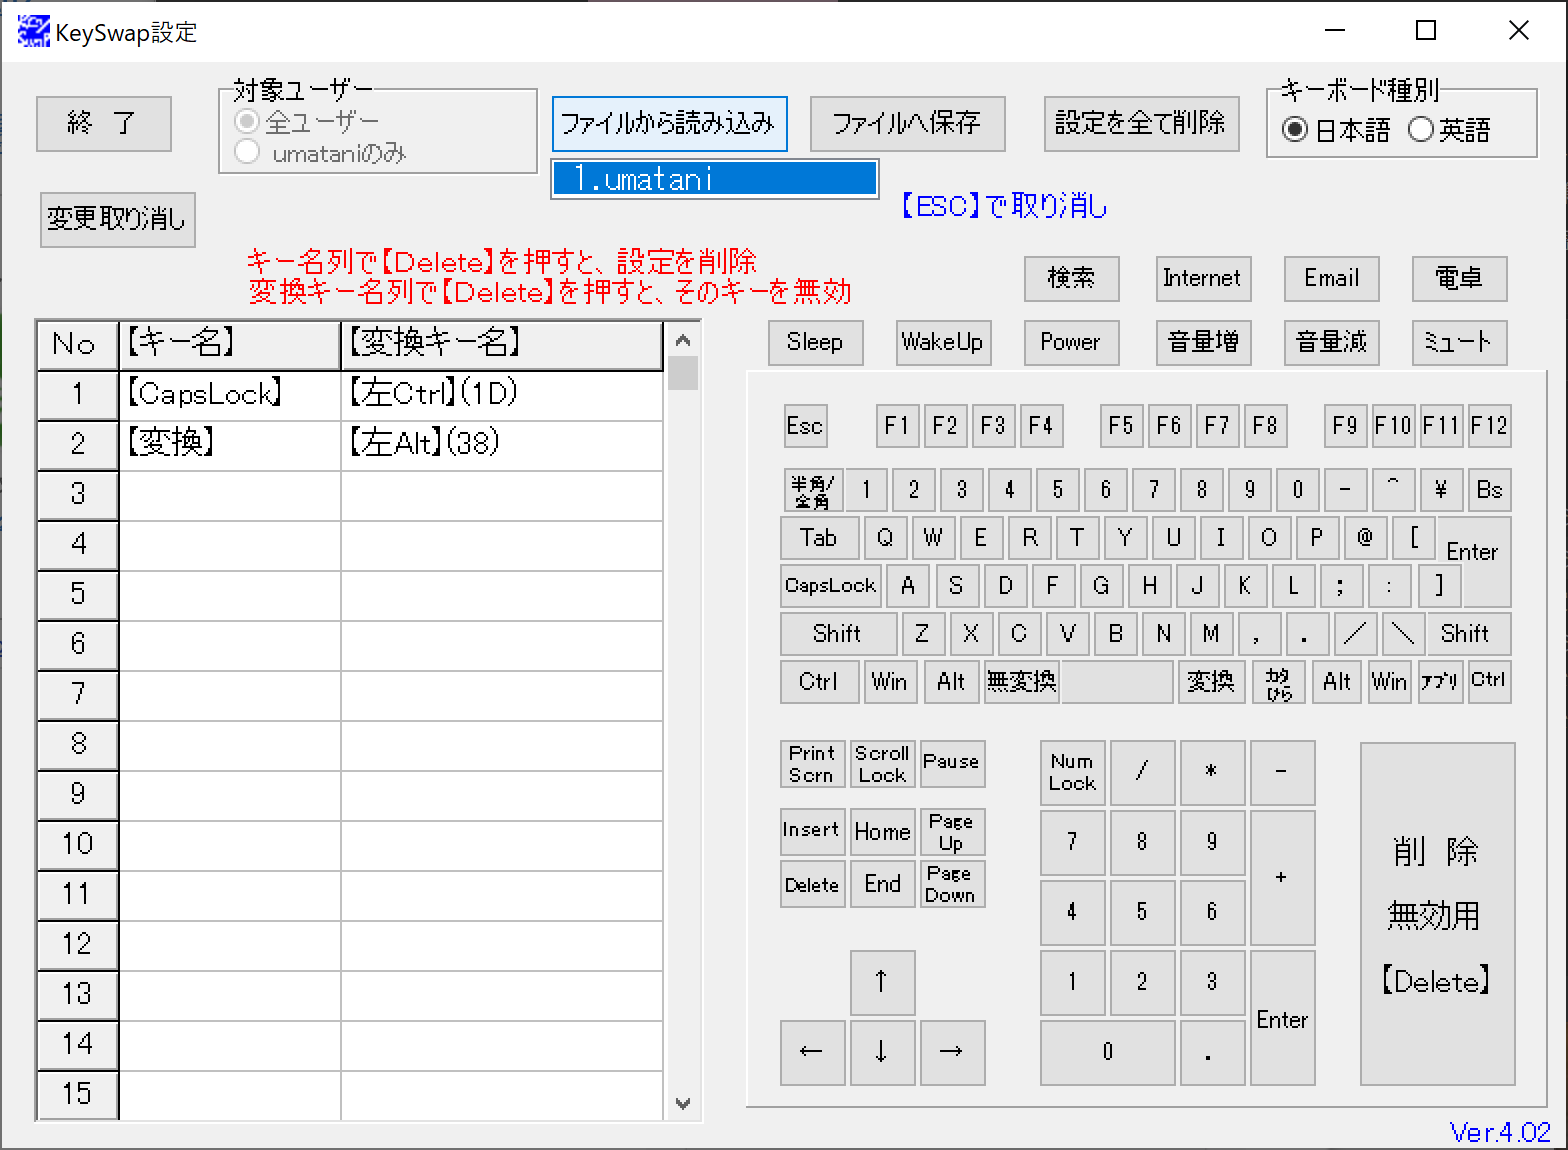 KeySwap設定
終 了
対象ユーザー
全ユーザー
umataniのみ
ファイルから読み込み
ファイルへ保存
設定を全て削除
キーボード種別
日本語 英語
1.umatani
変更取り消し
【ESC】で取り消し
キー名列で【Delete】を押すと、設定を削除
変換キー名列で【Delete】を押すと、そのキーを無効
検索 Internet Email 電卓
Sleep WakeUp Power 音量増 音量減 ミュート
No 【キー名】 【変換キー名】
1 【CapsLock】 【左Ctrl】(1D)
2 【変換】 【左Alt】(38)
3
4
5
6
7
8
9
10
11
12
13
14
15
Esc F1 F2 F3 F4 F5 F6 F7 F8 F9 F10 F11 F12
半角/全角 1 2 3 4 5 6 7 8 9 0 - ^ ¥ Bs
Tab Q W E R T Y U I O P @ [ Enter
CapsLock A S D F G H J K L ; : ]
Shift Z X C V B N M , . ／ ＼ Shift
Ctrl Win Alt 無変換 変換 カタひら Alt Win アプリ Ctrl
Print Scrn Scroll Lock Pause
Insert Home Page Up
Delete End Page Down
↑
← ↓ →
Num Lock / * -
7 8 9 +
4 5 6
1 2 3 Enter
0 .
削 除
無効用
【Delete】
Ver.4.02